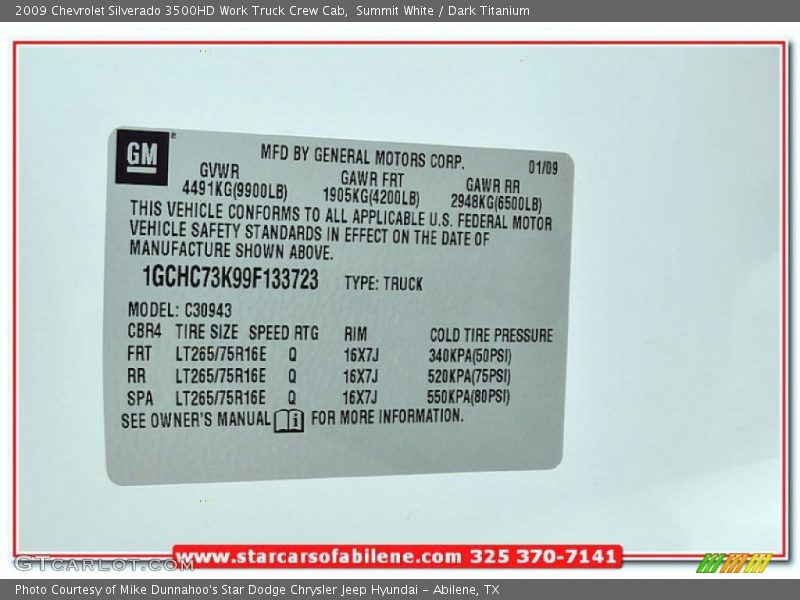 2009 Chevrolet Silverado 3500HD Work Truck Crew Cab, Summit White / Dark Titanium
GM ®
MFD BY GENERAL MOTORS CORP. 01/09
GVWR GAWR FRT GAWR RR
4491KG(9900LB) 1905KG(4200LB) 2948KG(6500LB)
THIS VEHICLE CONFORMS TO ALL APPLICABLE U.S. FEDERAL MOTOR
VEHICLE SAFETY STANDARDS IN EFFECT ON THE DATE OF
MANUFACTURE SHOWN ABOVE.
1GCHC73K99F133723 TYPE: TRUCK
MODEL: C30943
CBR4 TIRE SIZE SPEED RTG RIM COLD TIRE PRESSURE
FRT LT265/75R16E Q 16X7J 340KPA(50PSI)
RR LT265/75R16E Q 16X7J 520KPA(75PSI)
SPA LT265/75R16E Q 16X7J 550KPA(80PSI)
SEE OWNER'S MANUAL i FOR MORE INFORMATION.
www.starcarsofabilene.com 325 370-7141
GTcarlot.com
Photo Courtesy of Mike Dunnahoo's Star Dodge Chrysler Jeep Hyundai - Abilene, TX